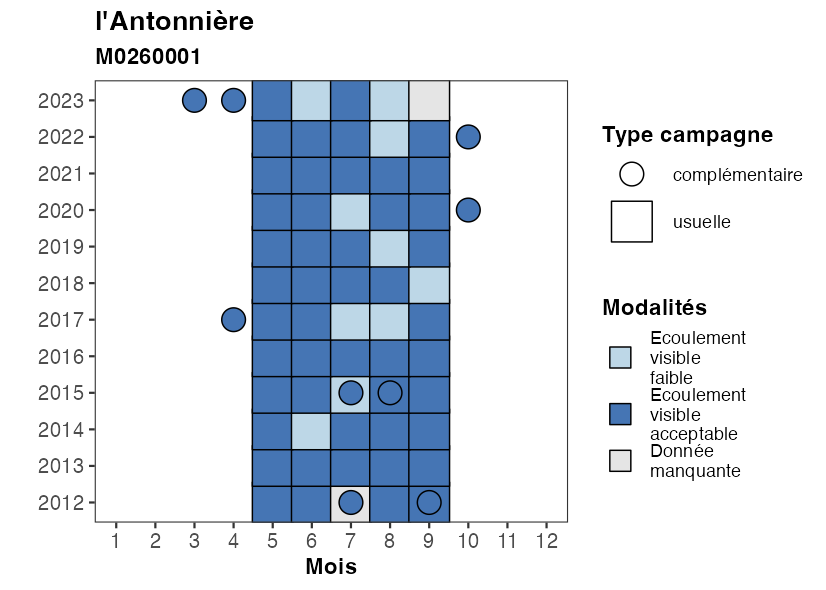 l'Antonnière
M0260001
2023
2022
2021
2020
2019
2018
2017
2016
2015
2014
2013
2012
1 2 3 4 5 6 7 8 9 10 11 12
Mois
Type campagne
complémentaire
usuelle
Modalités
Ecoulement
visible
faible
Ecoulement
visible
acceptable
Donnée
manquante